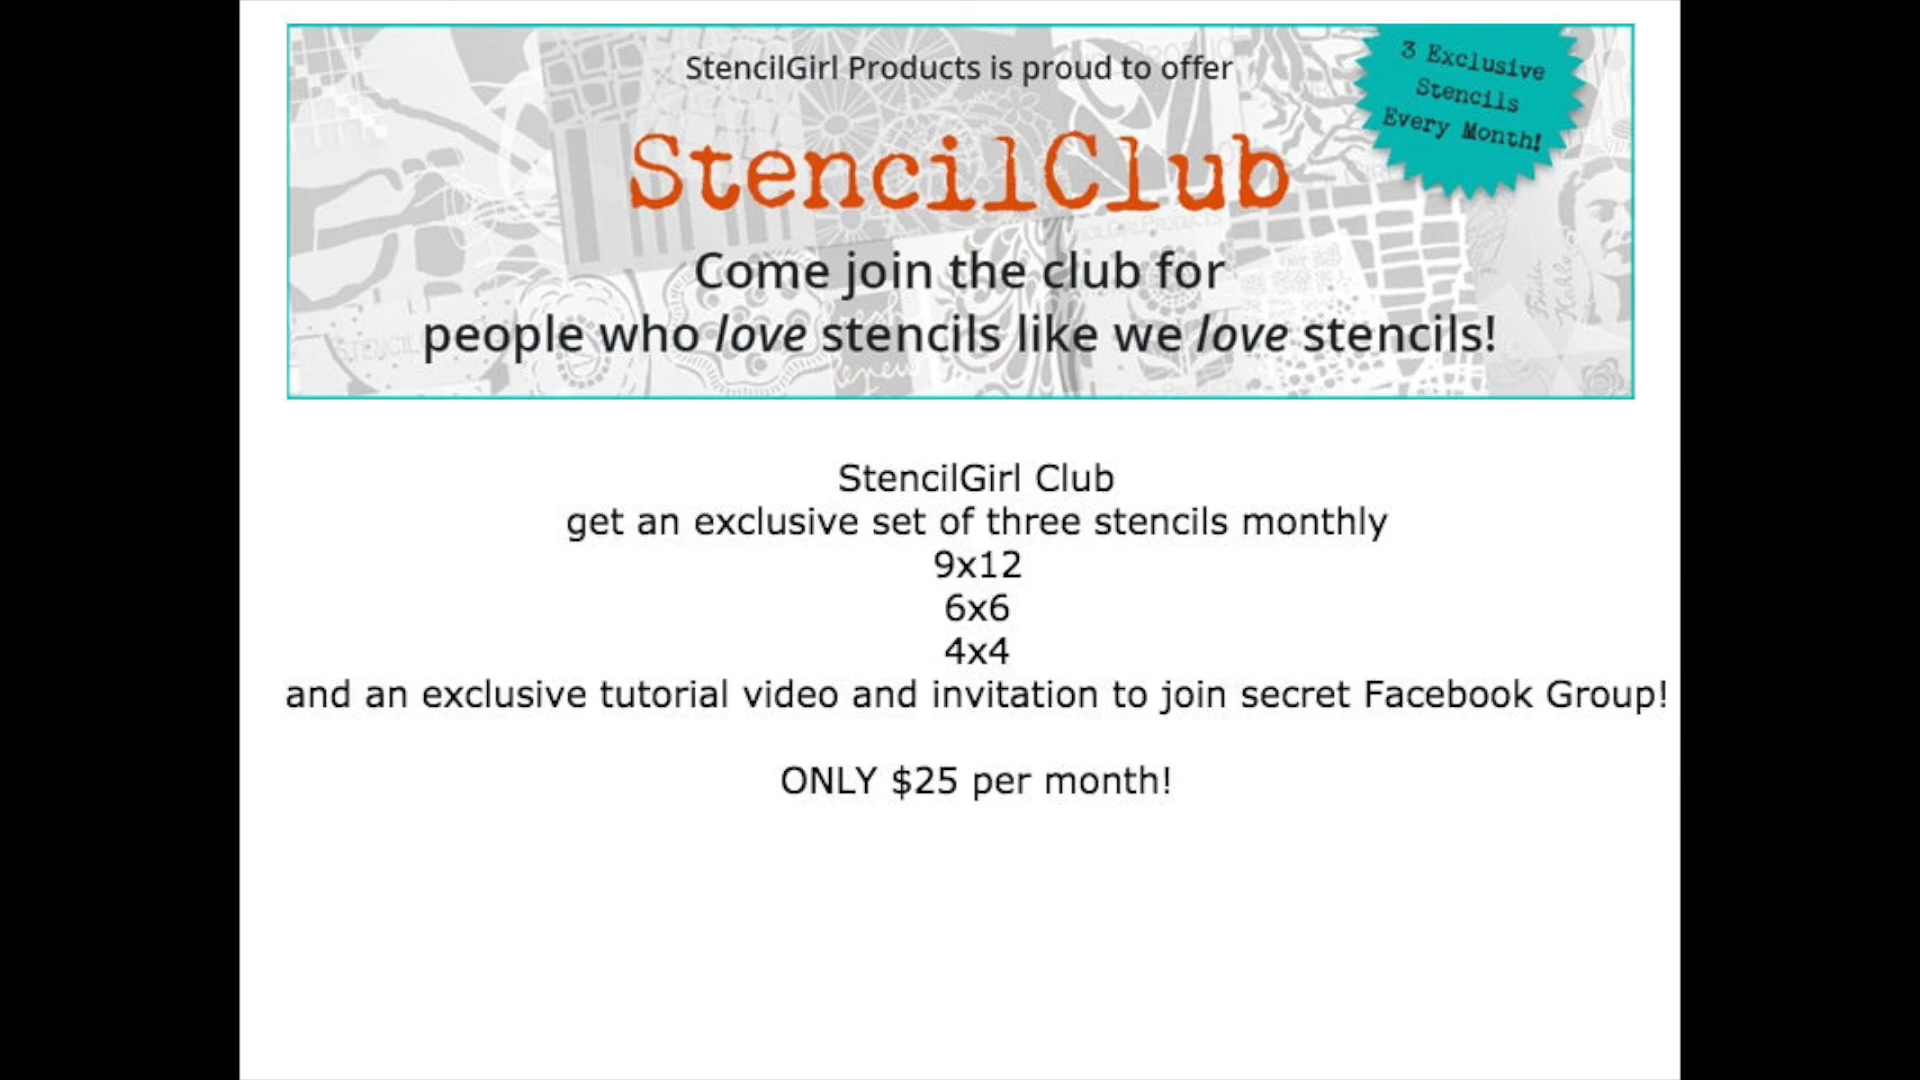 StencilGirl Products is proud to offer
3 Exclusive
Stencils
Every Month!
StencilClub
Come join the club for
people who love stencils like we love stencils!
StencilGirl Club
get an exclusive set of three stencils monthly
9x12
6x6
4x4
and an exclusive tutorial video and invitation to join secret Facebook Group!
ONLY $25 per month!